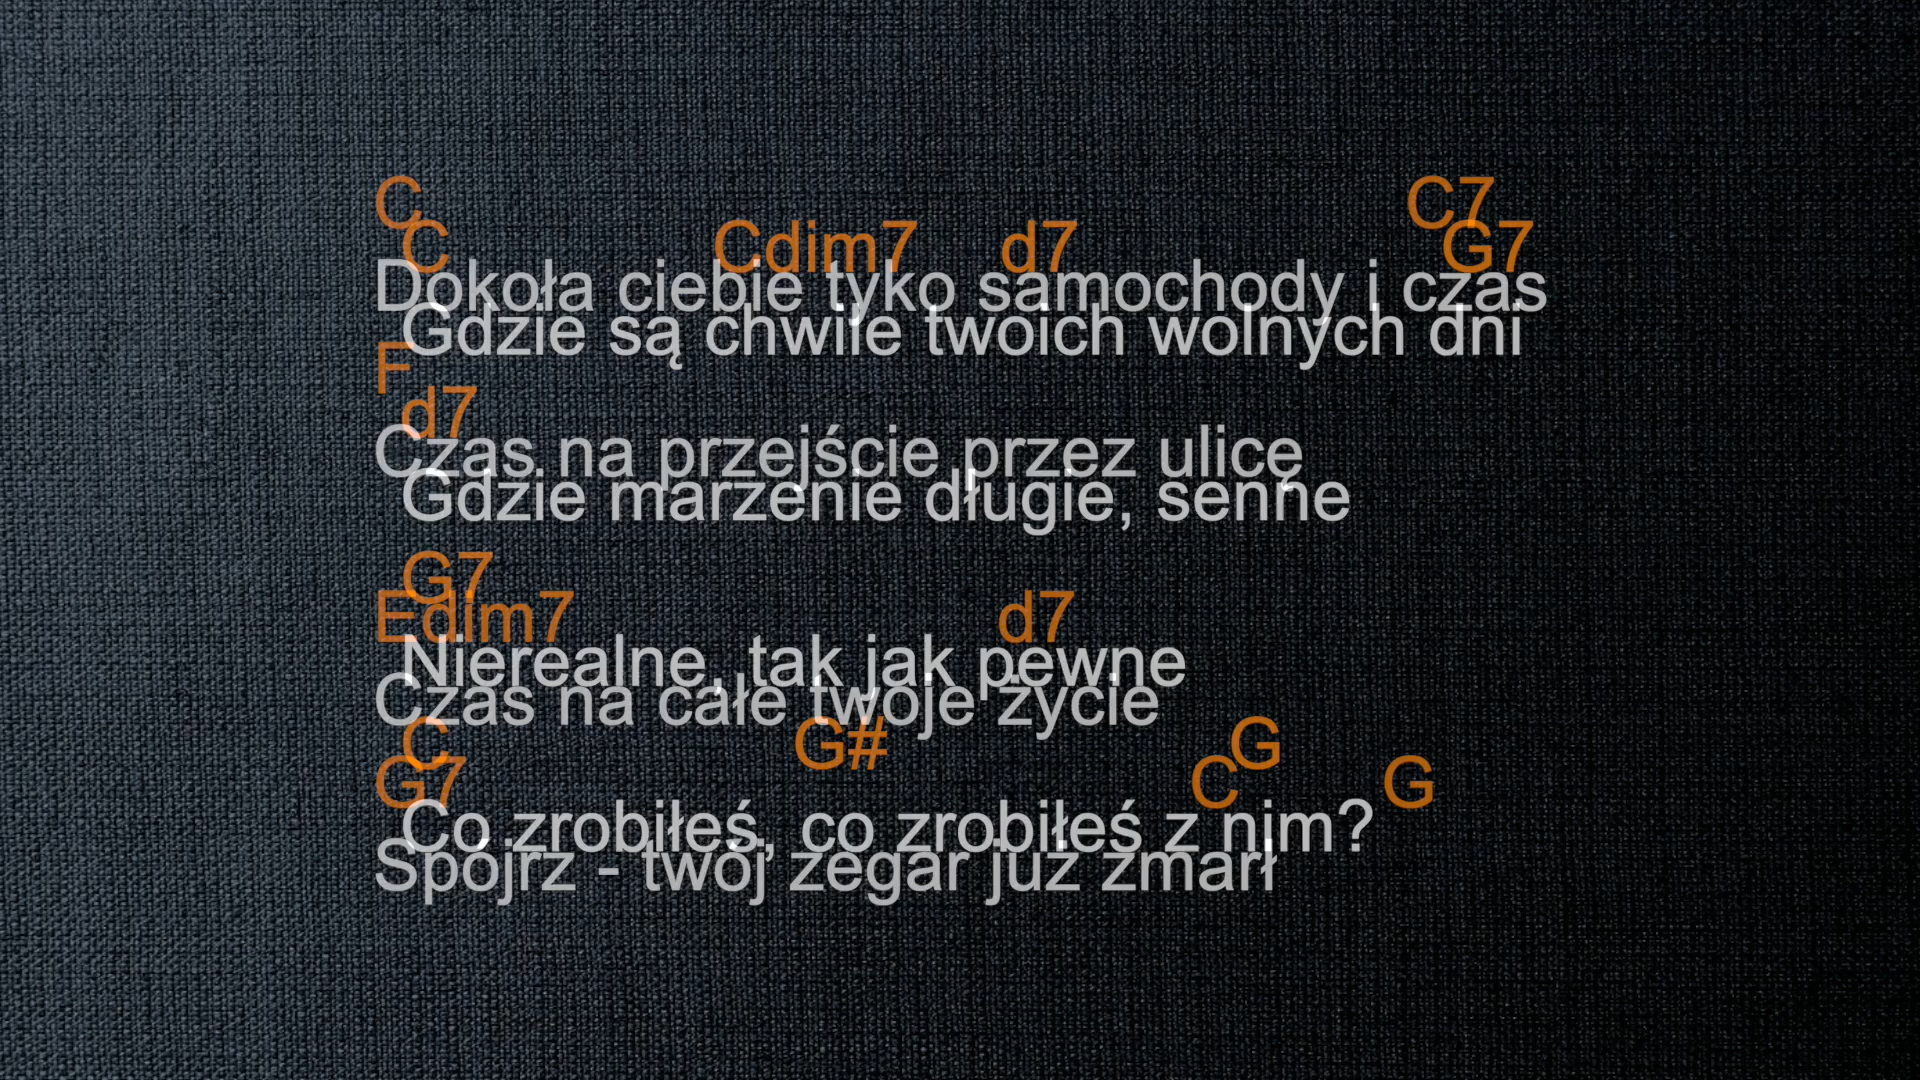 C C7
C Cdim7 d7 G7
Dokoła ciebie tyko samochody i czas
Gdzie są chwile twoich wolnych dni
F
d7
Czas na przejście przez ulicę
Gdzie marzenie długie, senne
G7
Edim7 d7
Nierealne, tak jak pewne
Czas na całe twoje życie
C G# G
G7 C G
Co zrobiłeś, co zrobiłeś z nim?
Spójrz - twój zegar już zmarł